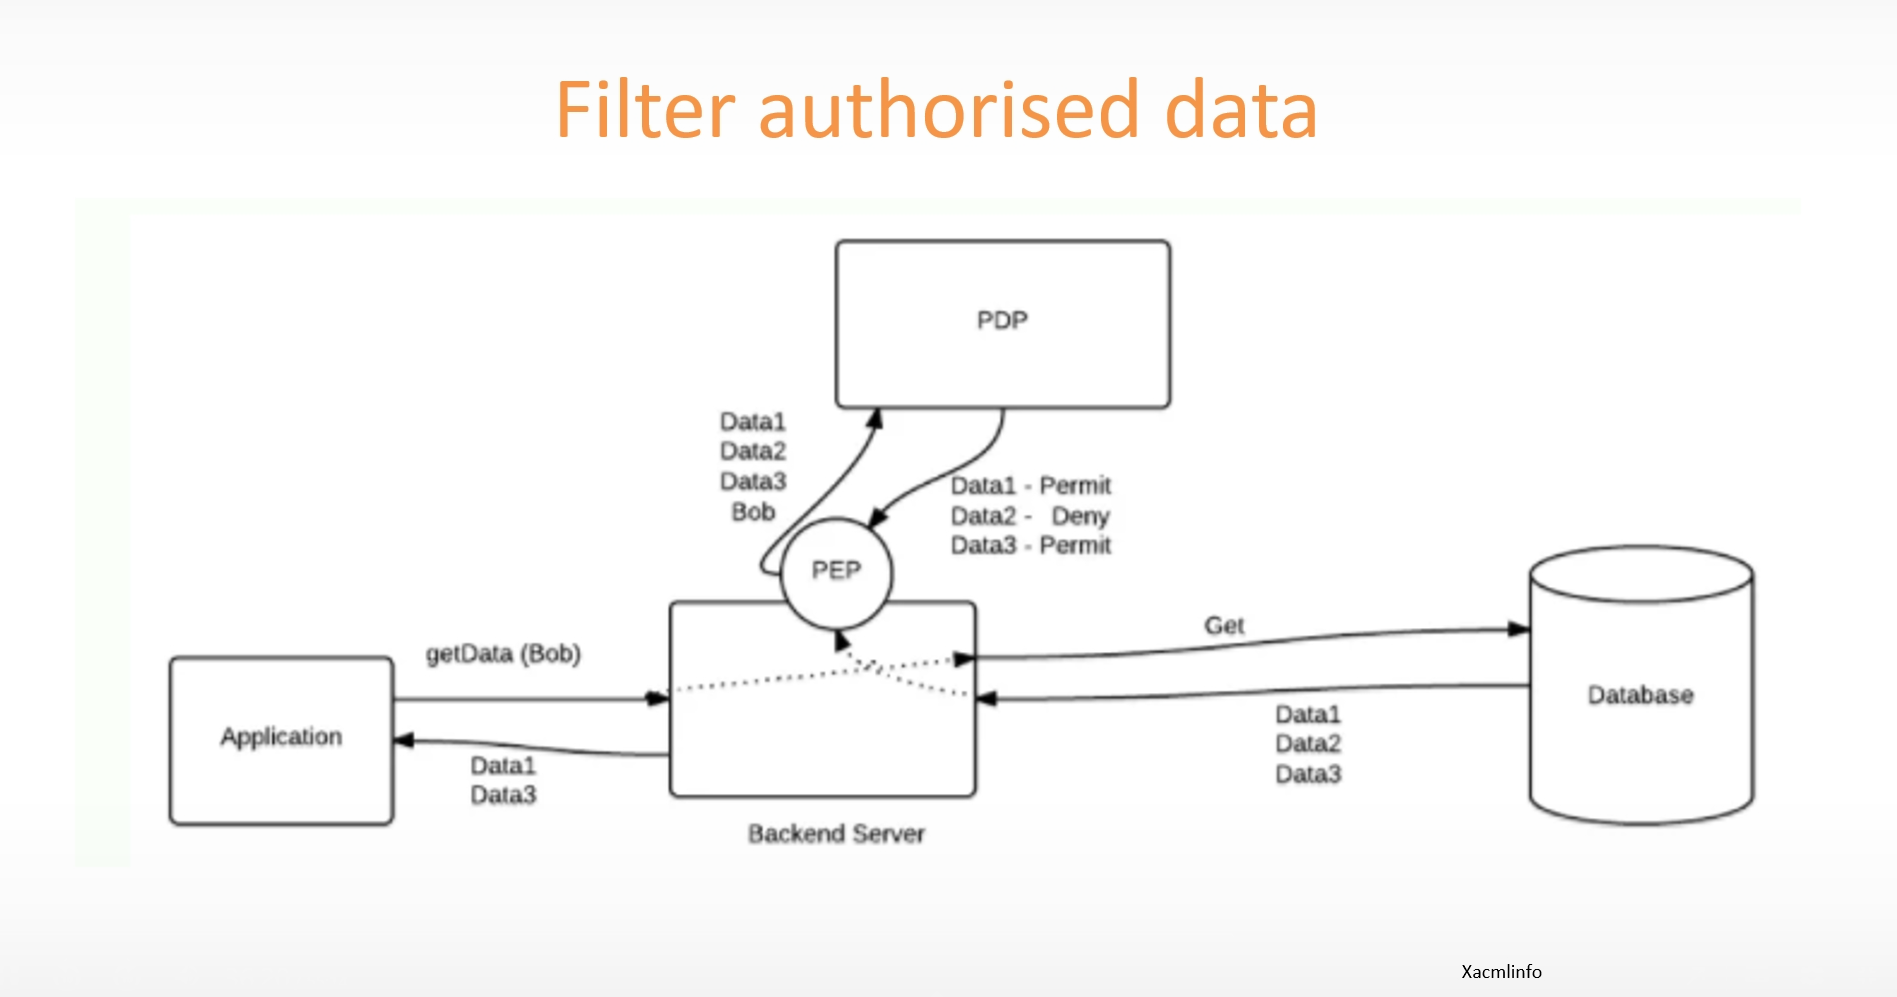 Filter authorised data
PDP
Data1
Data2
Data3
Bob
Data1 - Permit
Data2 - Deny
Data3 - Permit
PEP
getData (Bob)
Get
Application
Database
Data1
Data3
Data1
Data2
Data3
Backend Server
Xacmlinfo